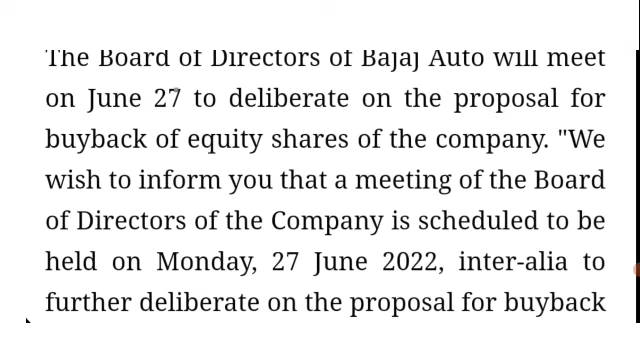 The Board of Directors of Bajaj Auto will meet
on June 27 to deliberate on the proposal for
buyback of equity shares of the company. "We
wish to inform you that a meeting of the Board
of Directors of the Company is scheduled to be
held on Monday, 27 June 2022, inter-alia to
further deliberate on the proposal for buyback